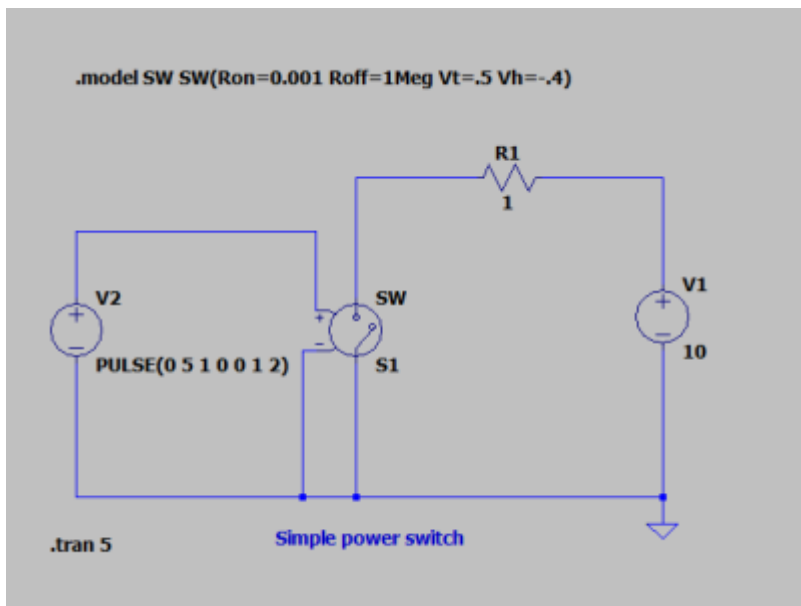 .model SW SW(Ron=0.001 Roff=1Meg Vt=.5 Vh=-.4)
R1
1
V2
+
−
PULSE(0 5 1 0 0 1 2)
SW
+
−
S1
V1
+
−
10
.tran 5
Simple power switch